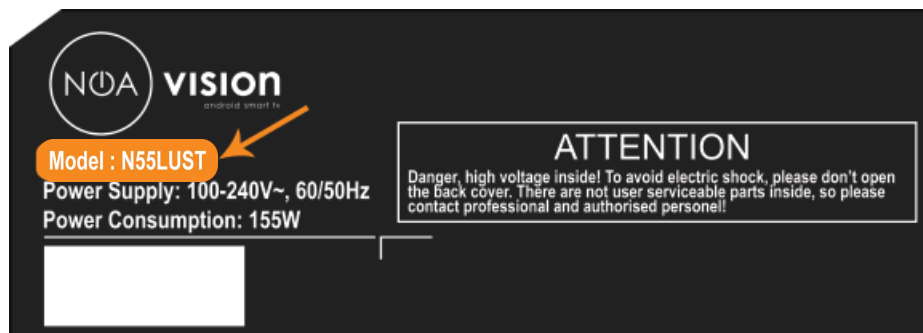 NOA VISION
android smart tv
Model : N55LUST
Power Supply: 100-240V~, 60/50Hz
Power Consumption: 155W
ATTENTION
Danger, high voltage inside! To avoid electric shock, please don't open
the back cover. There are not user serviceable parts inside, so please
contact professional and authorised personel!